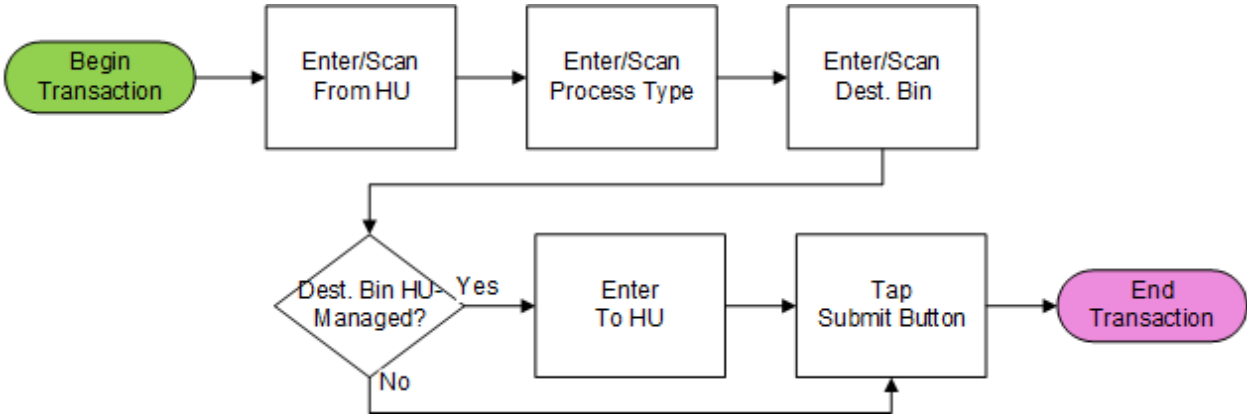 Begin
Transaction
Enter/Scan
From HU
Enter/Scan
Process Type
Enter/Scan
Dest. Bin
Dest. Bin HU-
Managed?
Yes
No
Enter
To HU
Tap
Submit Button
End
Transaction